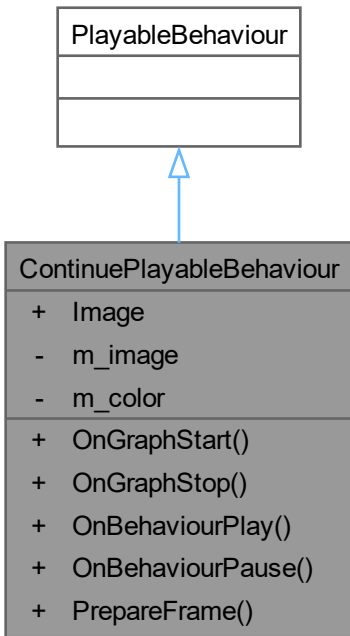 PlayableBehaviour
ContinuePlayableBehaviour
+ Image
- m_image
- m_color
+ OnGraphStart()
+ OnGraphStop()
+ OnBehaviourPlay()
+ OnBehaviourPause()
+ PrepareFrame()